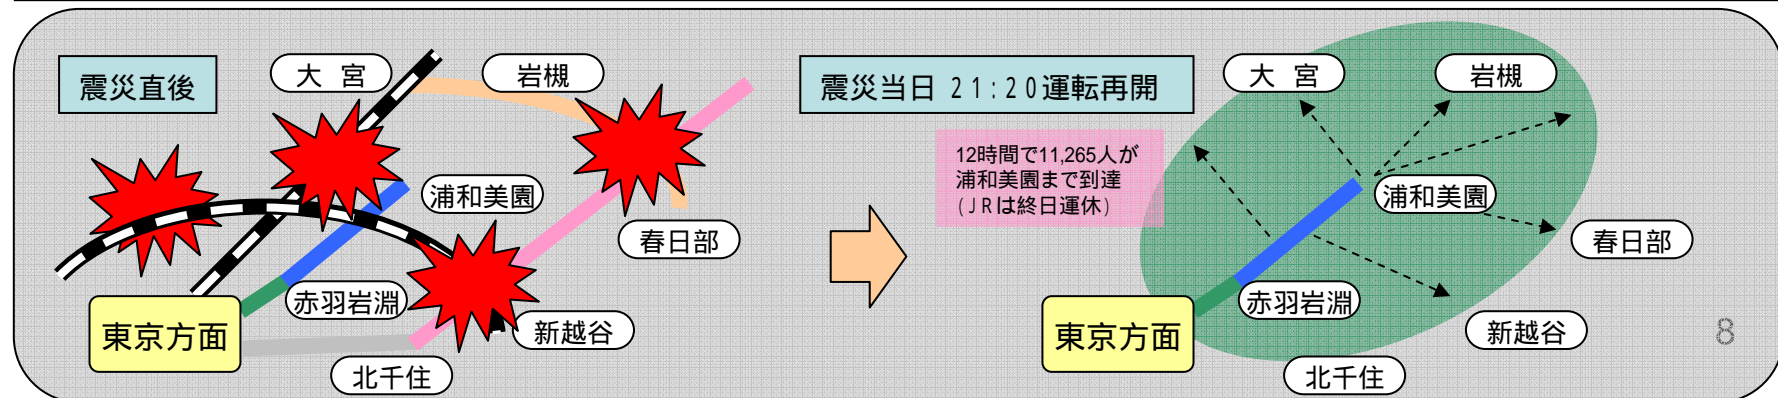 震災直後
大 宮
岩槻
浦和美園
春日部
赤羽岩淵
東京方面
新越谷
北千住
震災当日 21:20運転再開
12時間で11,265人が
浦和美園まで到達
(JRは終日運休)
大 宮
岩槻
浦和美園
春日部
赤羽岩淵
東京方面
新越谷
北千住
8